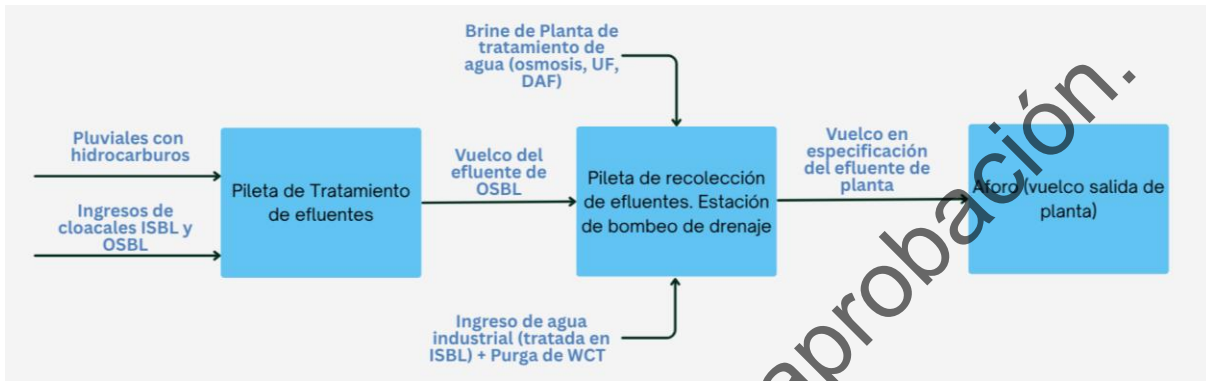 Brine de Planta de
tratamiento de
agua (osmosis, UF,
DAF)
Pluviales con
hidrocarburos
Ingresos de
cloacales ISBL y
OSBL
Pileta de Tratamiento
de efluentes
Vuelco del
efluente de
OSBL
Pileta de recolección
de efluentes. Estación
de bombeo de drenaje
Ingreso de agua
industrial (tratada en
ISBL) + Purga de WCT
Vuelco en
especificación
del efluente de
planta
Aforo (vuelco salida de
planta)
aprobación.